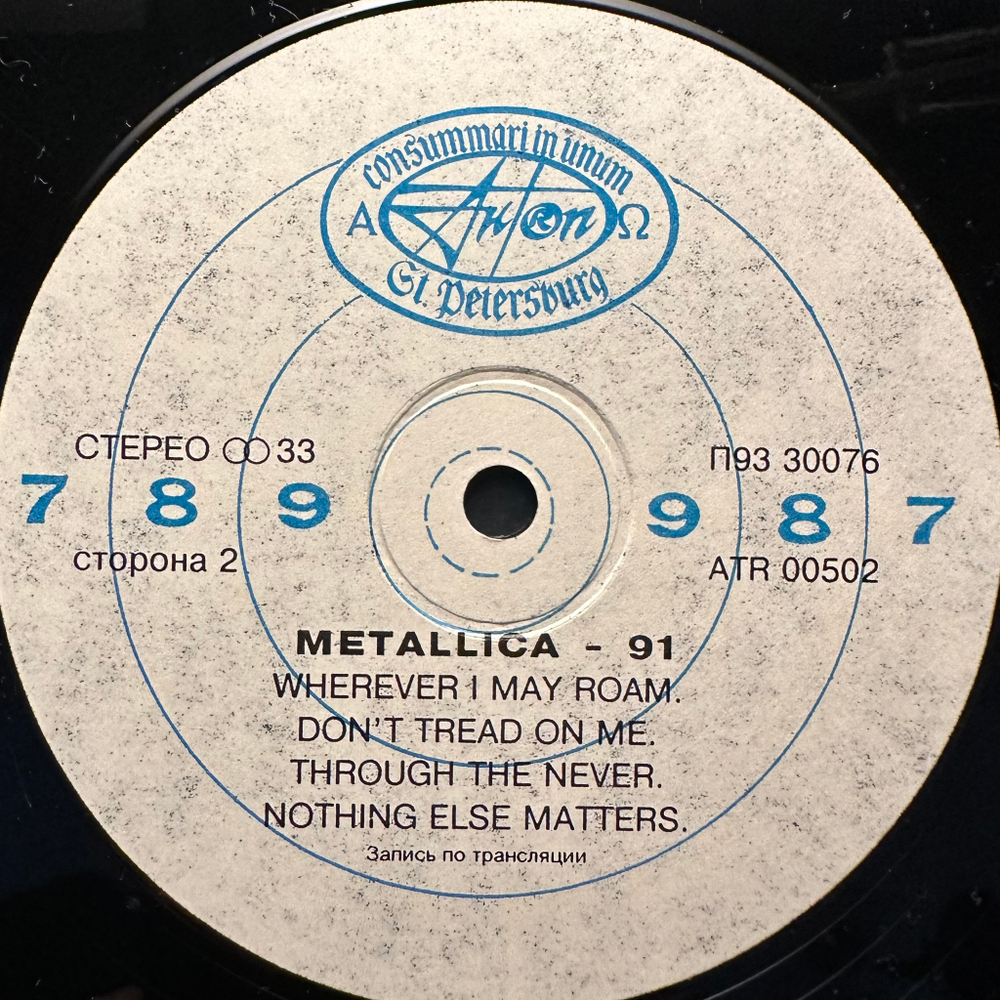 consummari in unum
A Antrop Ω
St. Petersburg
СТЕРЕО 33
П93 30076
7 8 9 9 8 7
сторона 2
ATR 00502
METALLICA - 91
WHEREVER I MAY ROAM.
DON'T TREAD ON ME.
THROUGH THE NEVER.
NOTHING ELSE MATTERS.
Запись по трансляции